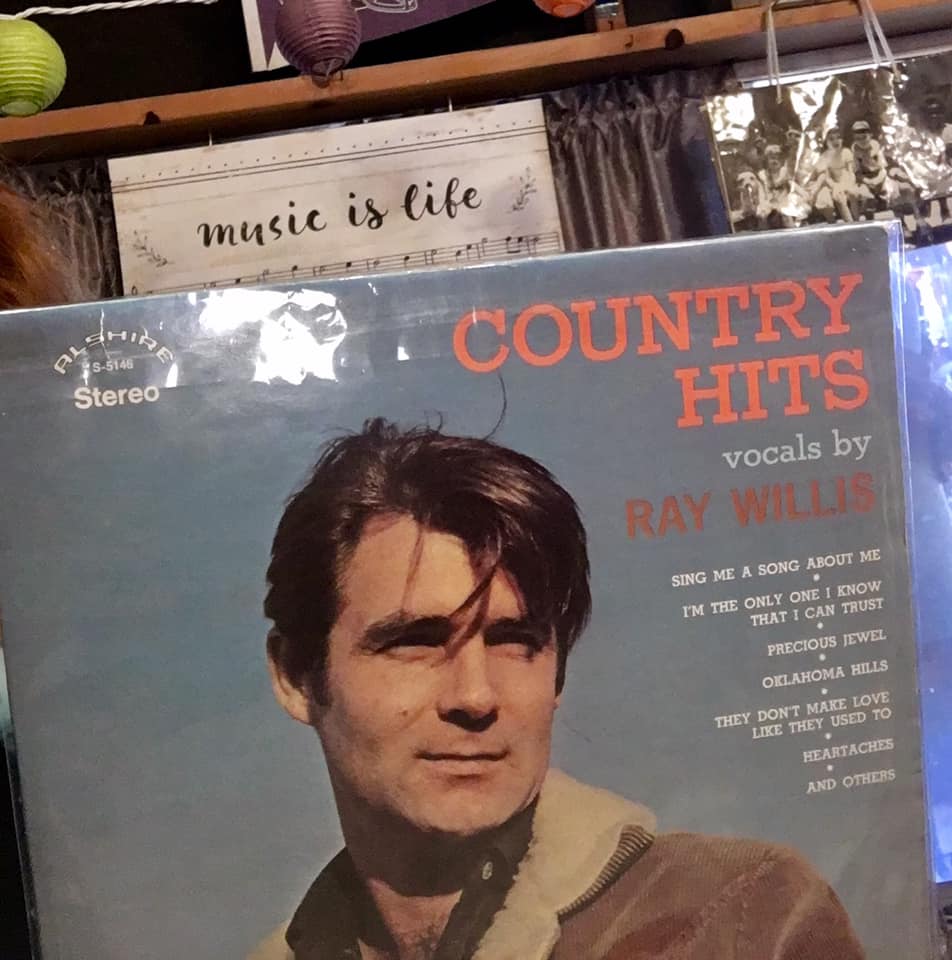 music is life
ALSHIRE
S-5146
Stereo
COUNTRY
HITS
vocals by
RAY WILLIS
SING ME A SONG ABOUT ME
I'M THE ONLY ONE I KNOW
THAT I CAN TRUST
PRECIOUS JEWEL
OKLAHOMA HILLS
THEY DON'T MAKE LOVE
LIKE THEY USED TO
HEARTACHES
AND OTHERS